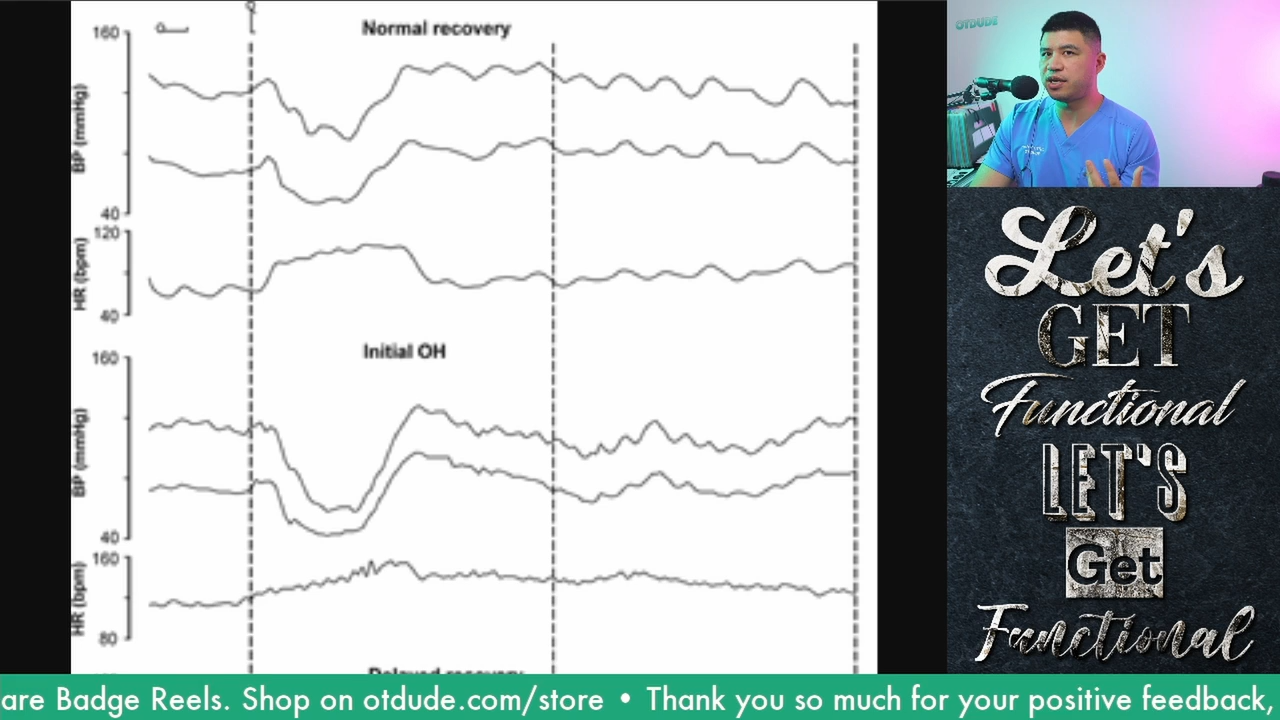 160
Normal recovery
BP (mmHg)
40
120
HR (bpm)
40
Initial OH
160
BP (mmHg)
40
160
HR (bpm)
80
OTDUDE
Let's
GET
Functional
LET'S
Get
Functional
are Badge Reels. Shop on otdude.com/store • Thank you so much for your positive feedback,